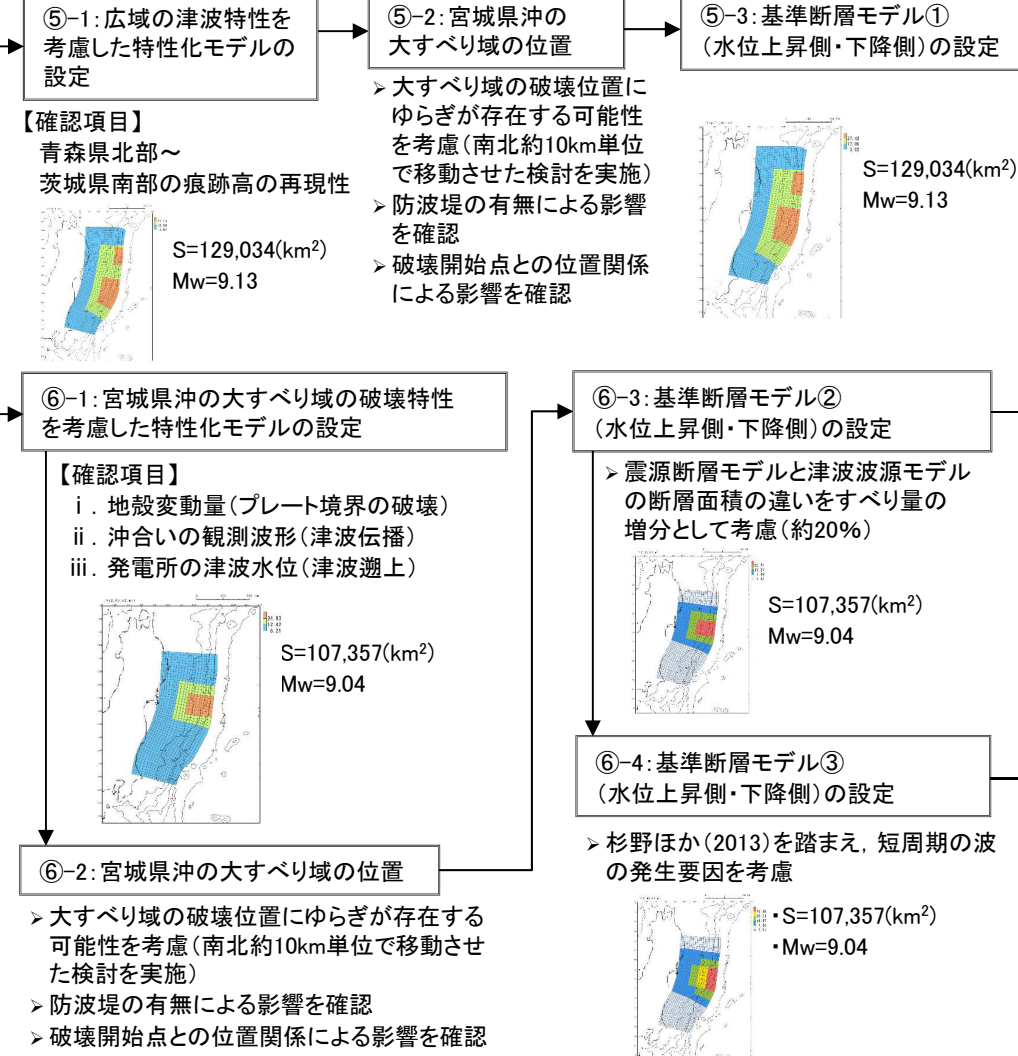 ⑤-1:広域の津波特性を
考慮した特性化モデルの
設定
【確認項目】
青森県北部～
茨城県南部の痕跡高の再現性
S=129,034(km²)
Mw=9.13
⑤-2:宮城県沖の
大すべり域の位置
➢大すべり域の破壊位置に
ゆらぎが存在する可能性
を考慮(南北約10km単位
で移動させた検討を実施)
➢防波堤の有無による影響
を確認
➢破壊開始点との位置関係
による影響を確認
⑤-3:基準断層モデル①
(水位上昇側・下降側)の設定
S=129,034(km²)
Mw=9.13
⑥-1:宮城県沖の大すべり域の破壊特性
を考慮した特性化モデルの設定
【確認項目】
ⅰ. 地殻変動量(プレート境界の破壊)
ⅱ. 沖合いの観測波形(津波伝播)
ⅲ. 発電所の津波水位(津波遡上)
S=107,357(km²)
Mw=9.04
⑥-2:宮城県沖の大すべり域の位置
➢大すべり域の破壊位置にゆらぎが存在する
可能性を考慮(南北約10km単位で移動させ
た検討を実施)
➢防波堤の有無による影響を確認
➢破壊開始点との位置関係による影響を確認
⑥-3:基準断層モデル②
(水位上昇側・下降側)の設定
➢震源断層モデルと津波波源モデル
の断層面積の違いをすべり量の
増分として考慮(約20%)
S=107,357(km²)
Mw=9.04
⑥-4:基準断層モデル③
(水位上昇側・下降側)の設定
➢杉野ほか(2013)を踏まえ, 短周期の波
の発生要因を考慮
・S=107,357(km²)
・Mw=9.04